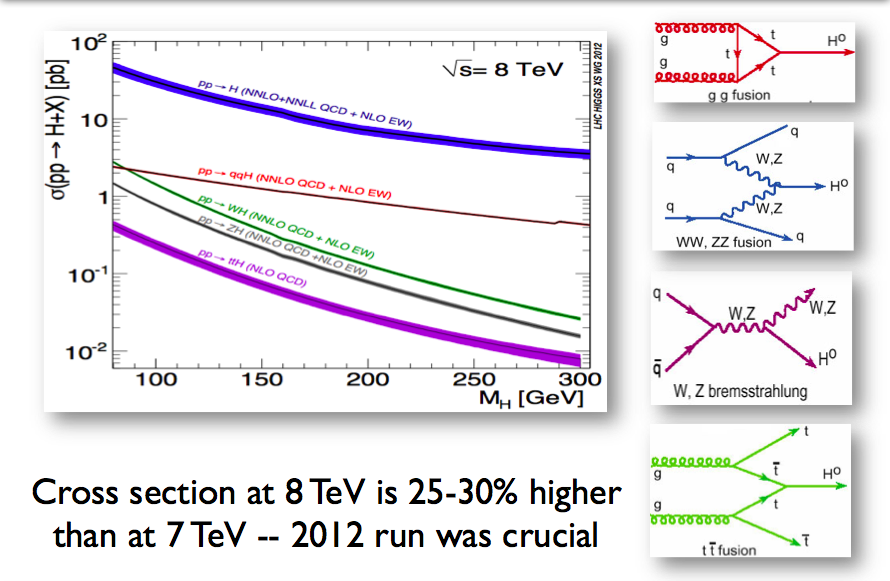 10²
10
1
10⁻¹
10⁻²
σ(pp → H+X) [pb]
√s= 8 TeV
LHC HIGGS XS WG 2012
pp → H (NNLO+NNLL QCD + NLO EW)
pp → qqH (NNLO QCD + NLO EW)
pp → WH (NNLO QCD + NLO EW)
pp → ZH (NNLO QCD +NLO EW)
pp → ttH (NLO QCD)
100 150 200 250 300
M_H [GeV]
g t H⁰
t
g t
g g fusion
q
q W,Z
H⁰
W,Z
q q
WW, ZZ fusion
q
W,Z W,Z
q̄ H⁰
W, Z bremsstrahlung
t
g t̄
H⁰
g t
t̄
t t̄ fusion
Cross section at 8 TeV is 25-30% higher
than at 7 TeV -- 2012 run was crucial